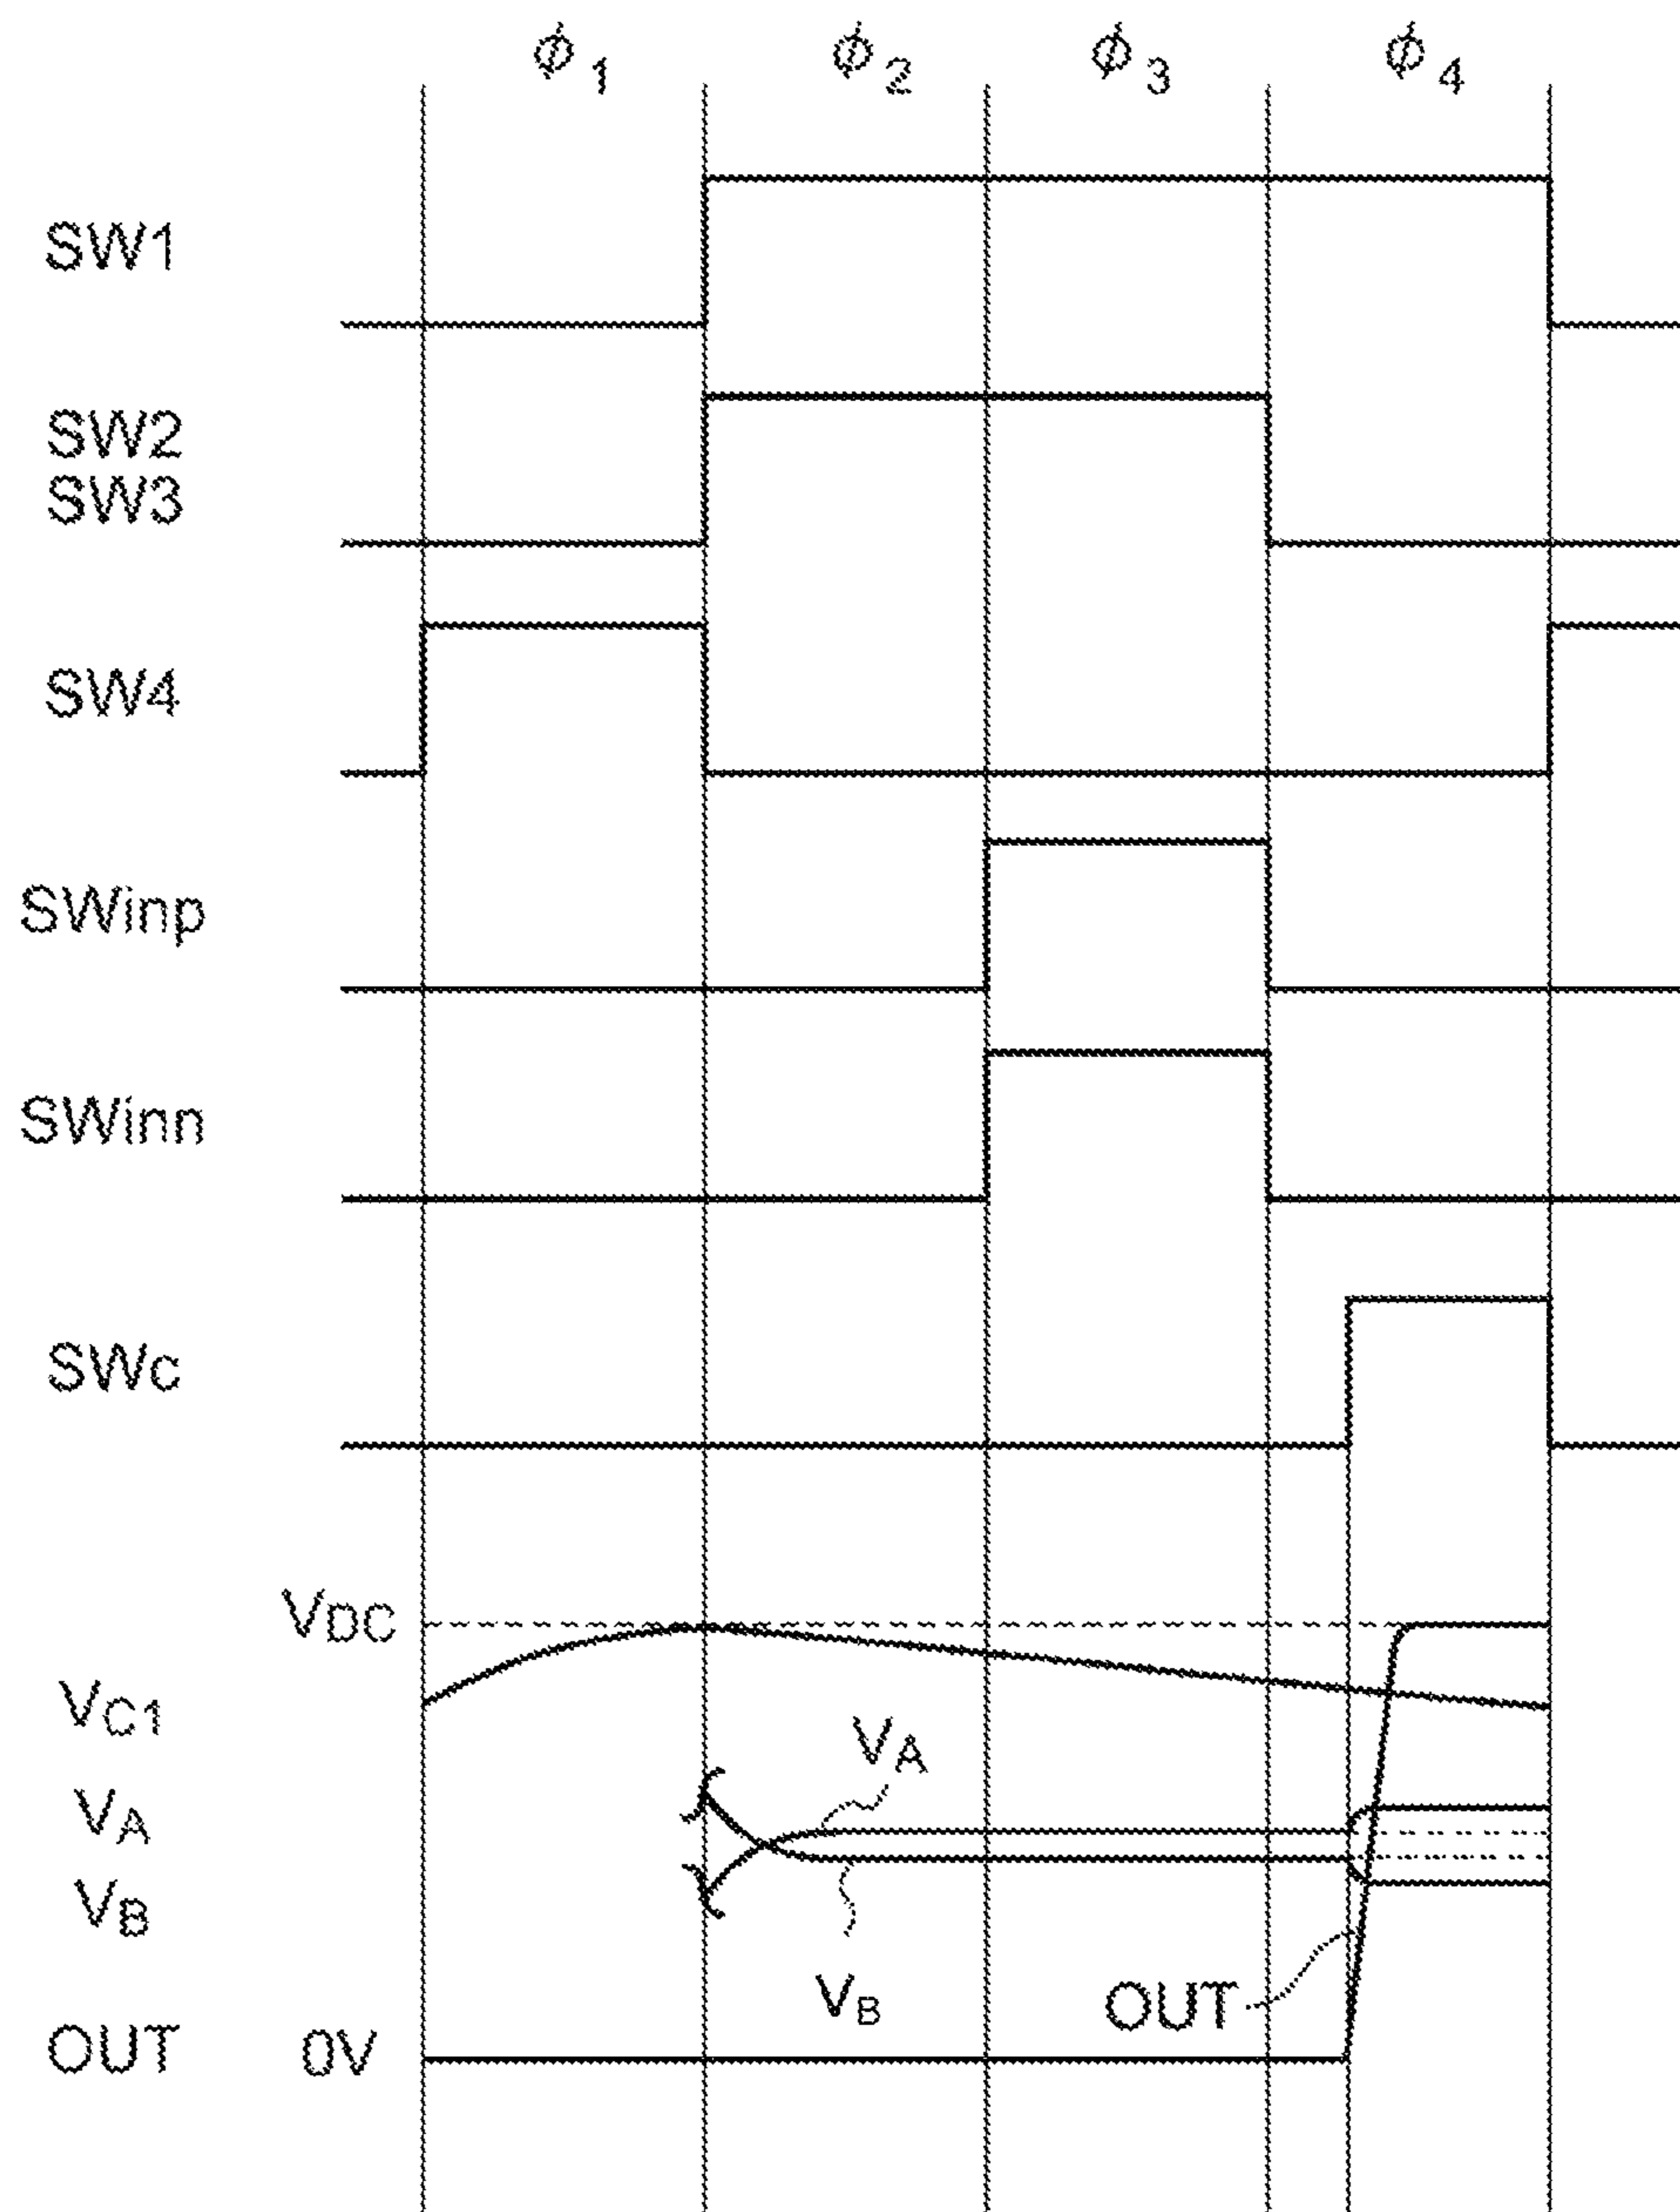 ϕ1 ϕ2 ϕ3 ϕ4
SW1
SW2
SW3
SW4
SWinp
SWinn
SWc
VDC
VC1
VA
VA
VB
VB
OUT
OUT 0V